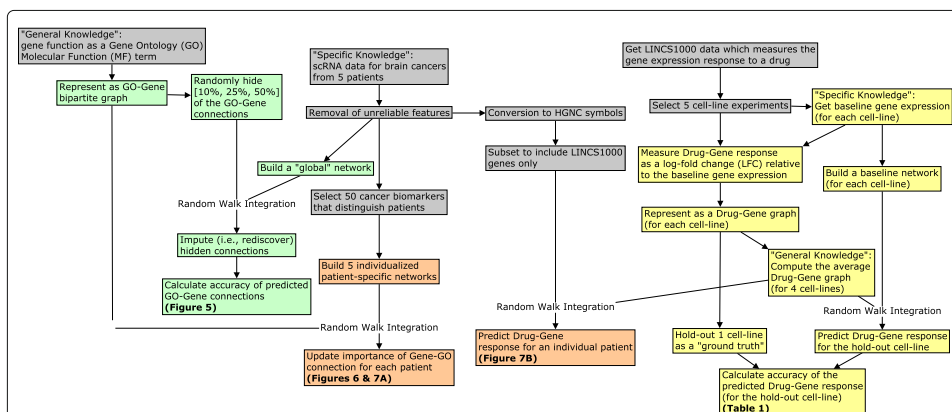 "General Knowledge":
gene function as a Gene Ontology (GO)
Molecular Function (MF) term
Represent as GO-Gene
bipartite graph
Randomly hide
[10%, 25%, 50%]
of the GO-Gene
connections
"Specific Knowledge":
scRNA data for brain cancers
from 5 patients
Removal of unreliable features
Conversion to HGNC symbols
Subset to include LINCS1000
genes only
Build a "global" network
Select 50 cancer biomarkers
that distinguish patients
Random Walk Integration
Impute (i.e., rediscover)
hidden connections
Calculate accuracy of predicted
GO-Gene connections
(Figure 5)
Build 5 individualized
patient-specific networks
Random Walk Integration
Update importance of Gene-GO
connection for each patient
(Figures 6 & 7A)
Get LINCS1000 data which measures the
gene expression response to a drug
Select 5 cell-line experiments
"Specific Knowledge":
Get baseline gene expression
(for each cell-line)
Measure Drug-Gene response
as a log-fold change (LFC) relative
to the baseline gene expression
Build a baseline network
(for each cell-line)
Represent as a Drug-Gene graph
(for each cell-line)
"General Knowledge":
Compute the average
Drug-Gene graph
(for 4 cell-lines)
Random Walk Integration
Random Walk Integration
Predict Drug-Gene
response for an individual patient
(Figure 7B)
Hold-out 1 cell-line
as a "ground truth"
Predict Drug-Gene response
for the hold-out cell-line
Calculate accuracy of the
predicted Drug-Gene response
(for the hold-out cell-line)
(Table 1)